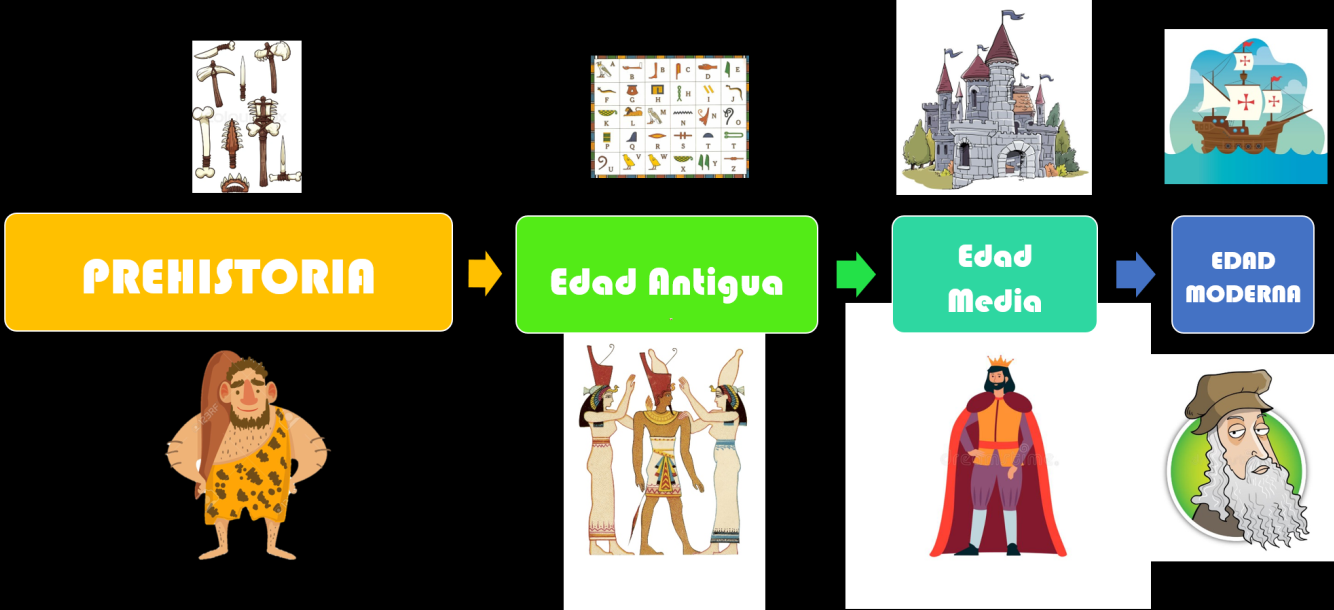 A B C D E
F G H H I J
K L M N N O
P Q R S T T
U V W X Y Z
PREHISTORIA
Edad Antigua
Edad
Media
EDAD
MODERNA